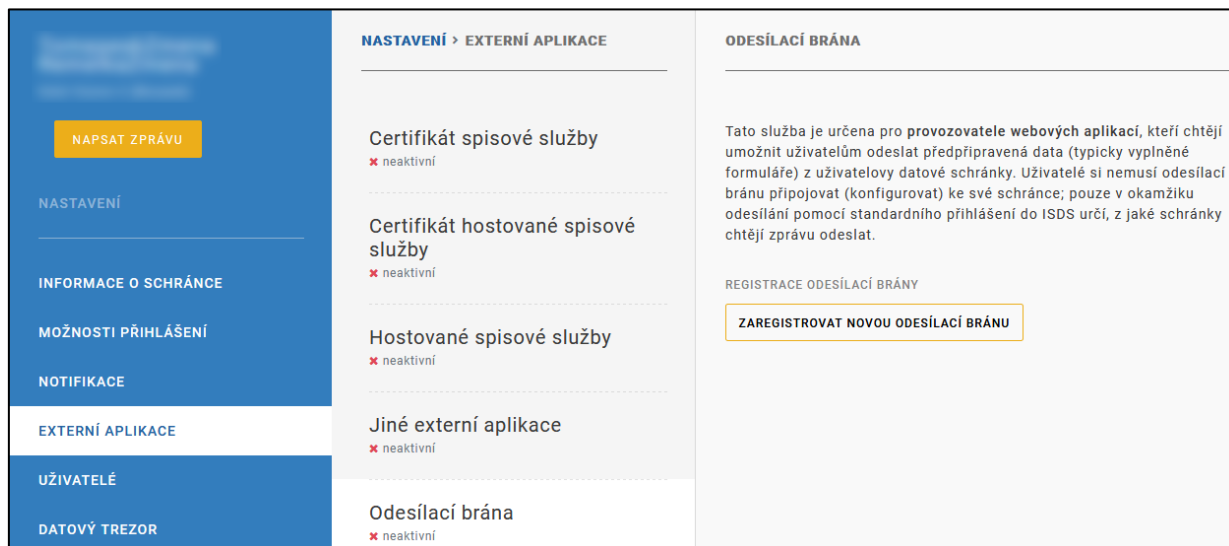 NAPSAT ZPRÁVU
NASTAVENÍ
INFORMACE O SCHRÁNCE
MOŽNOSTI PŘIHLÁŠENÍ
NOTIFIKACE
EXTERNÍ APLIKACE
UŽIVATELÉ
DATOVÝ TREZOR
NASTAVENÍ > EXTERNÍ APLIKACE
Certifikát spisové služby
✖ neaktivní
Certifikát hostované spisové
služby
✖ neaktivní
Hostované spisové služby
✖ neaktivní
Jiné externí aplikace
✖ neaktivní
Odesílací brána
✖ neaktivní
ODESÍLACÍ BRÁNA
Tato služba je určena pro provozovatele webových aplikací, kteří chtějí
umožnit uživatelům odeslat předpřipravená data (typicky vyplněné
formuláře) z uživatelovy datové schránky. Uživatelé si nemusí odesílací
bránu připojovat (konfigurovat) ke své schránce; pouze v okamžiku
odesílání pomocí standardního přihlášení do ISDS určí, z jaké schránky
chtějí zprávu odeslat.
REGISTRACE ODESÍLACÍ BRÁNY
ZAREGISTROVAT NOVOU ODESÍLACÍ BRÁNU